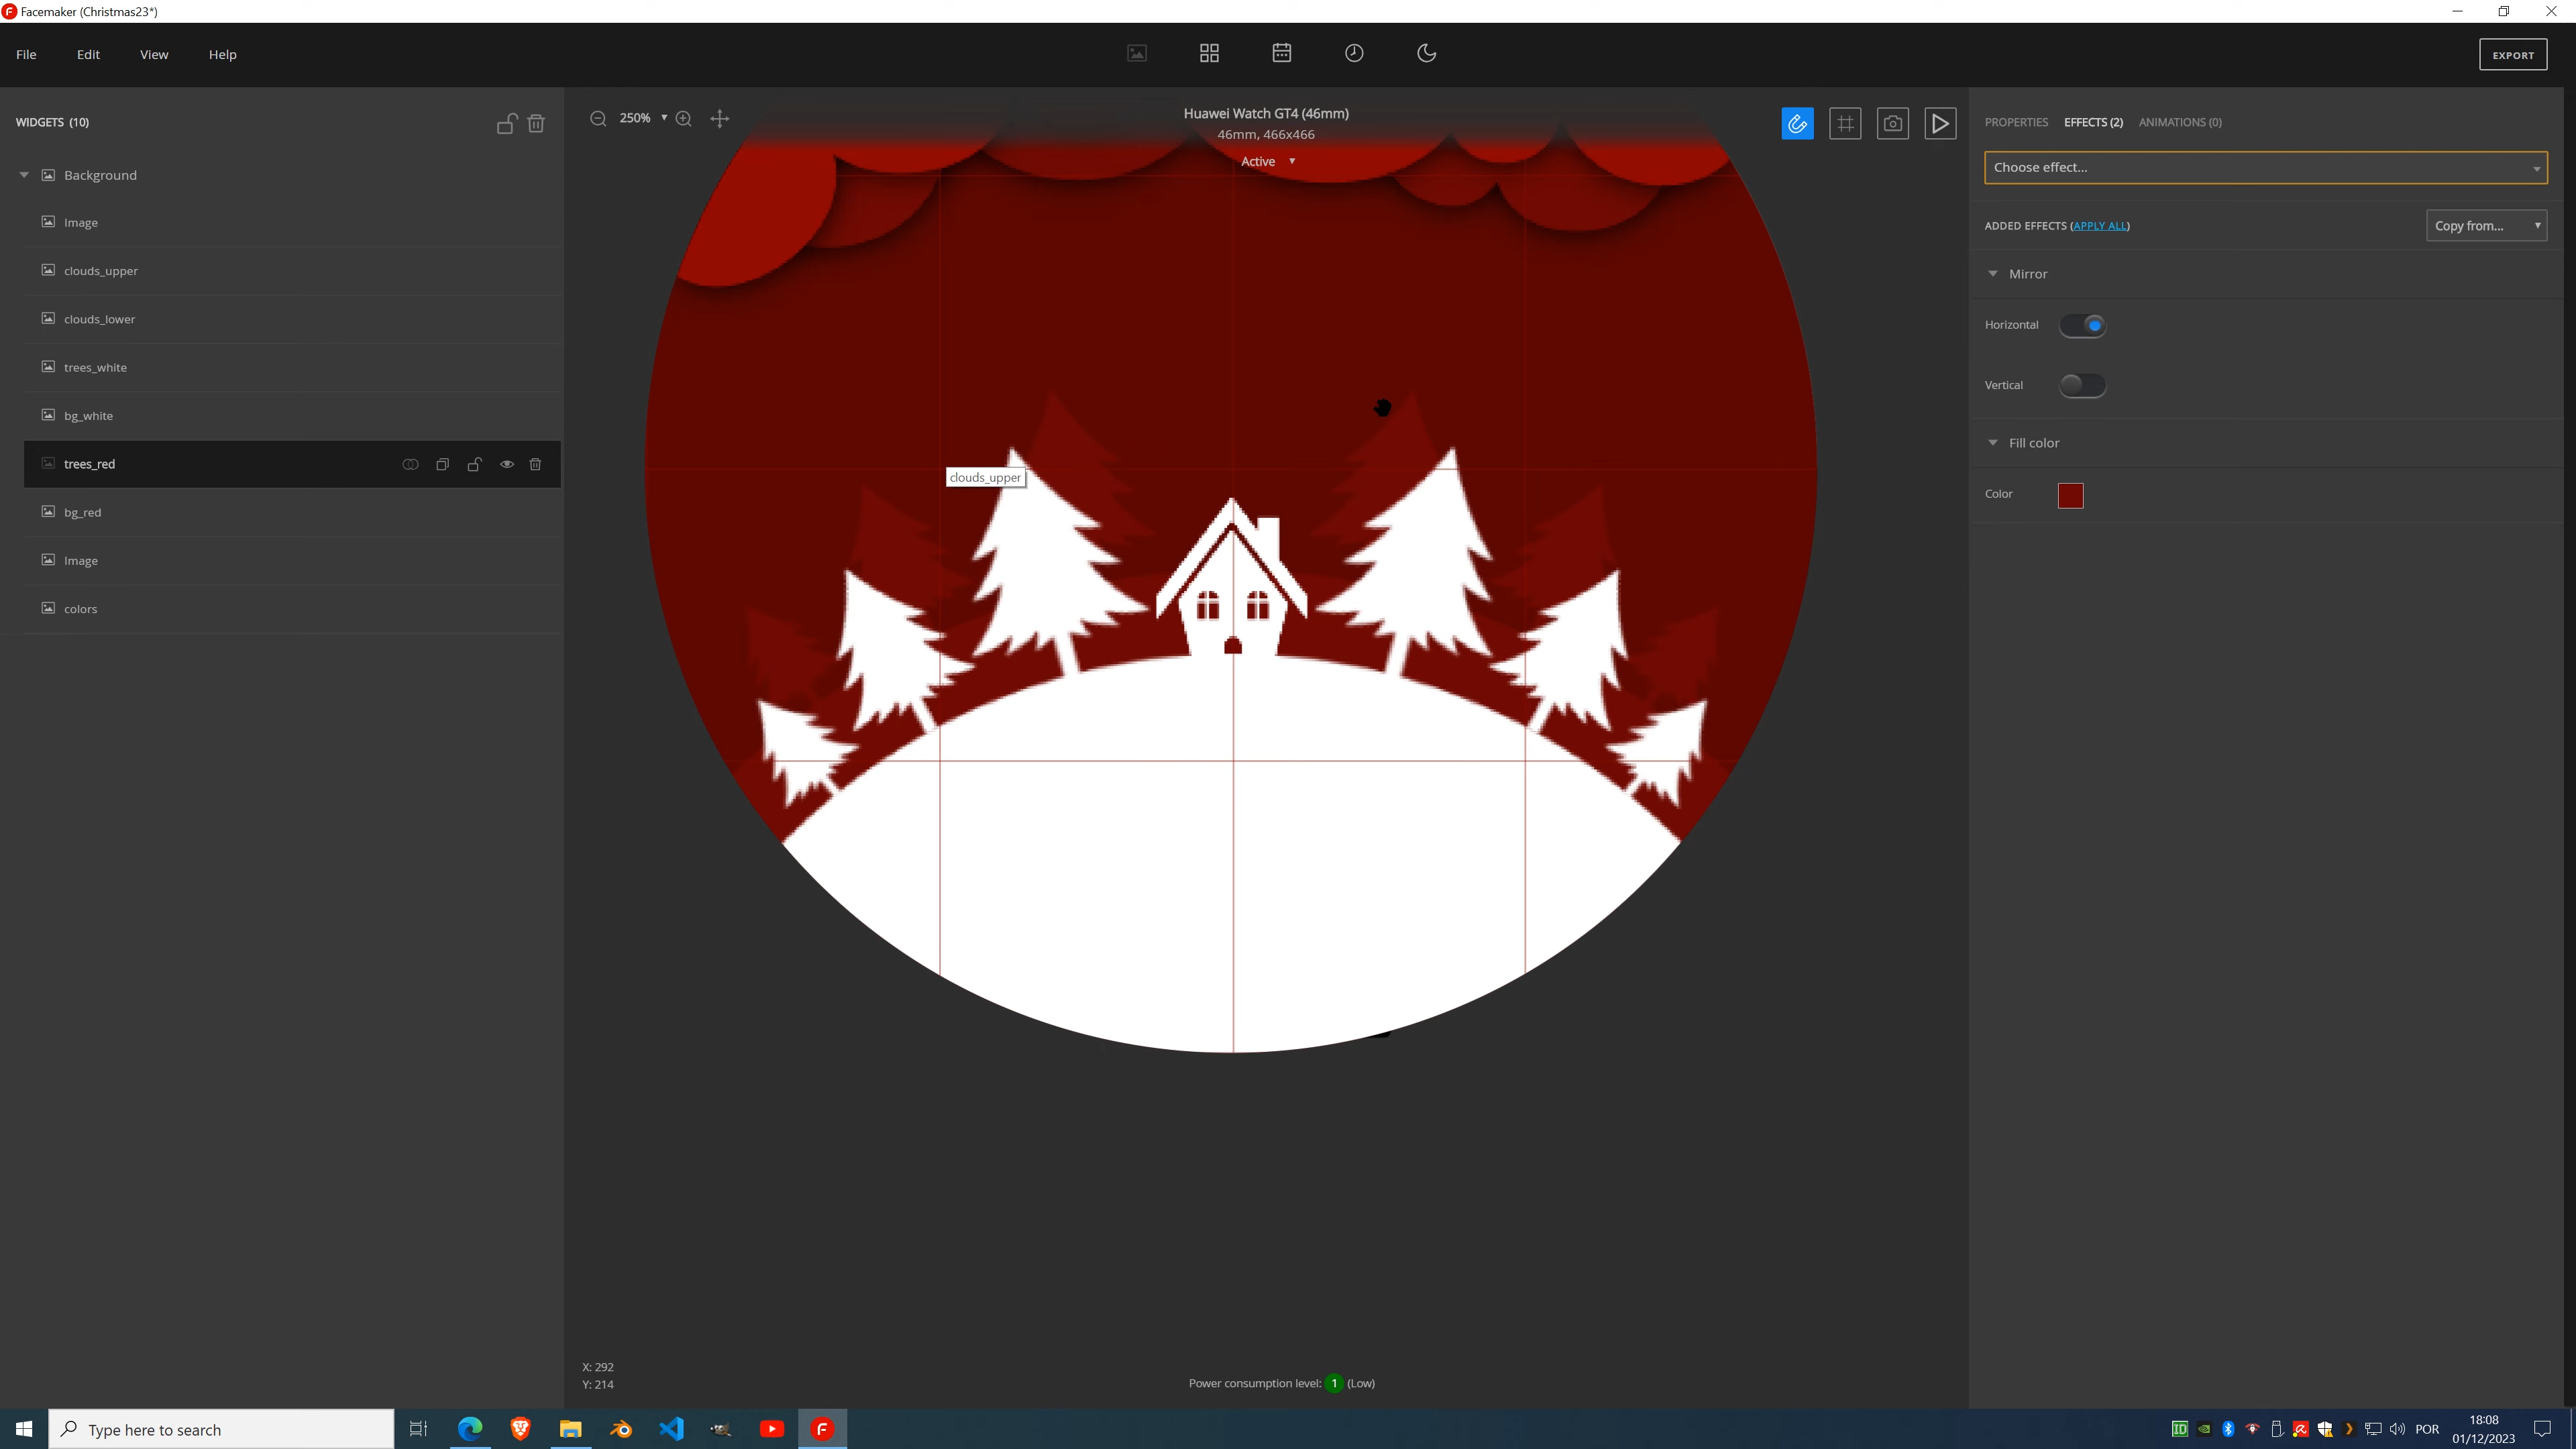 Facemaker (Christmas23*)
File Edit View Help
EXPORT
WIDGETS (10)
Background
Image
clouds_upper
clouds_lower
trees_white
bg_white
trees_red
bg_red
Image
colors
250%
Huawei Watch GT4 (46mm)
46mm, 466x466
Active
clouds_upper
X: 292
Y: 214
Power consumption level: 1 (Low)
PROPERTIES EFFECTS (2) ANIMATIONS (0)
Choose effect...
ADDED EFFECTS (APPLY ALL) Copy from...
Mirror
Horizontal
Vertical
Fill color
Color
Type here to search
ID
POR
18:08
01/12/2023